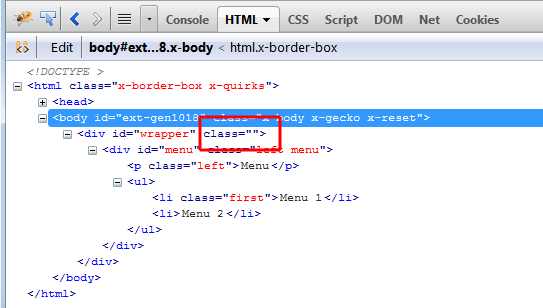 Console HTML CSS Script DOM Net Cookies
Edit body#ext...8.x-body < html.x-border-box
<!DOCTYPE >
<html class="x-border-box x-quirks">
<head>
<body id="ext-gen1018" class="x-body x-gecko x-reset">
<div id="wrapper" class="">
<div id="menu" class="left menu">
<p class="left">Menu</p>
<ul>
<li class="first">Menu 1</li>
<li>Menu 2</li>
</ul>
</div>
</div>
</body>
</html>